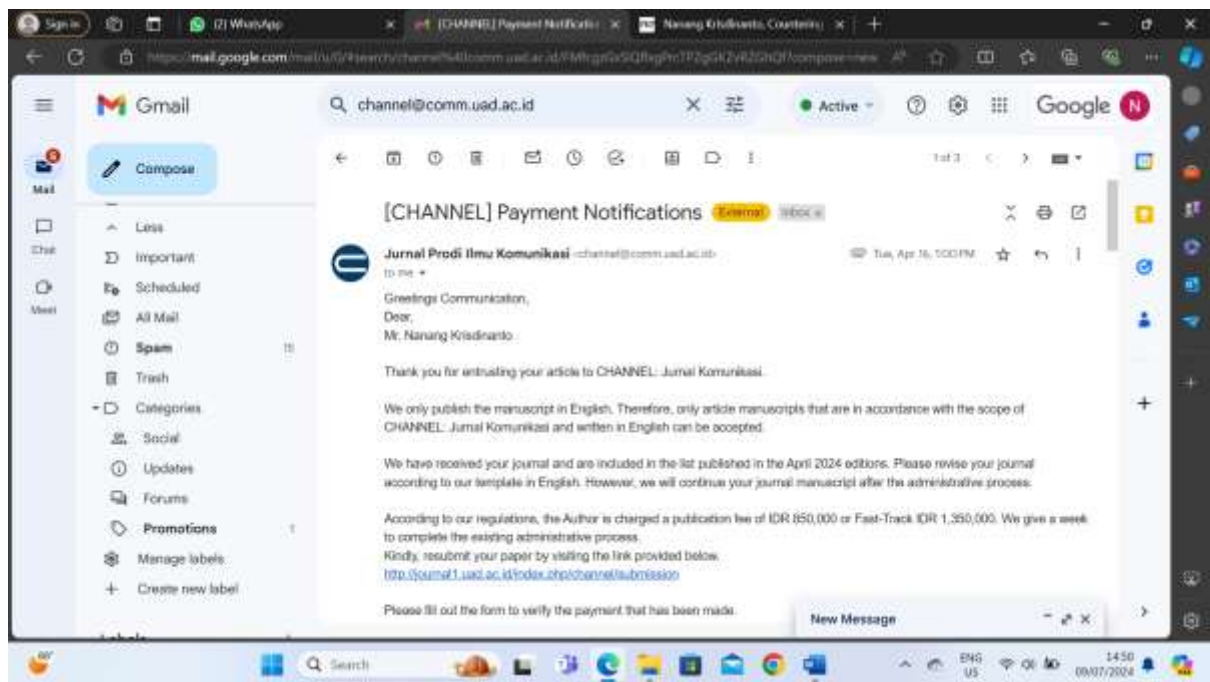 Sign in
(2) WhatsApp
[CHANNEL] Payment Notificatio
Nanang Krisdinanto, Countering
mail.google.com
Gmail
channel@comm.uad.ac.id
Active
Google
N
Mail
Compose
1 of 3
[CHANNEL] Payment Notifications External Inbox x
Less
Jurnal Prodi Ilmu Komunikasi <channel@comm.uad.ac.id>
Tue, Apr 16, 1:00 PM
to me
Chat
Important
Greetings Communication,
Meet
Scheduled
Dear,
All Mail
Mr. Nanang Krisdinanto
Spam
Trash
Thank you for entrusting your article to CHANNEL: Jurnal Komunikasi.
Categories
We only publish the manuscript in English. Therefore, only article manuscripts that are in accordance with the scope of
CHANNEL: Jurnal Komunikasi and written in English can be accepted.
Social
Updates
We have received your journal and are included in the list published in the April 2024 editions. Please revise your journal
according to our template in English. However, we will continue your journal manuscript after the administrative process.
Forums
Promotions
1
According to our regulations, the Author is charged a publication fee of IDR 850,000 or Fast-Track IDR 1,350,000. We give a week
to complete the existing administrative process.
Manage labels
Kindly, resubmit your paper by visiting the link provided below.
http://journal1.uad.ac.id/index.php/channel/submission
Create new label
Please fill out the form to verify the payment that has been made.
New Message
Labels
Search
ENG
US
14:50
09/07/2024